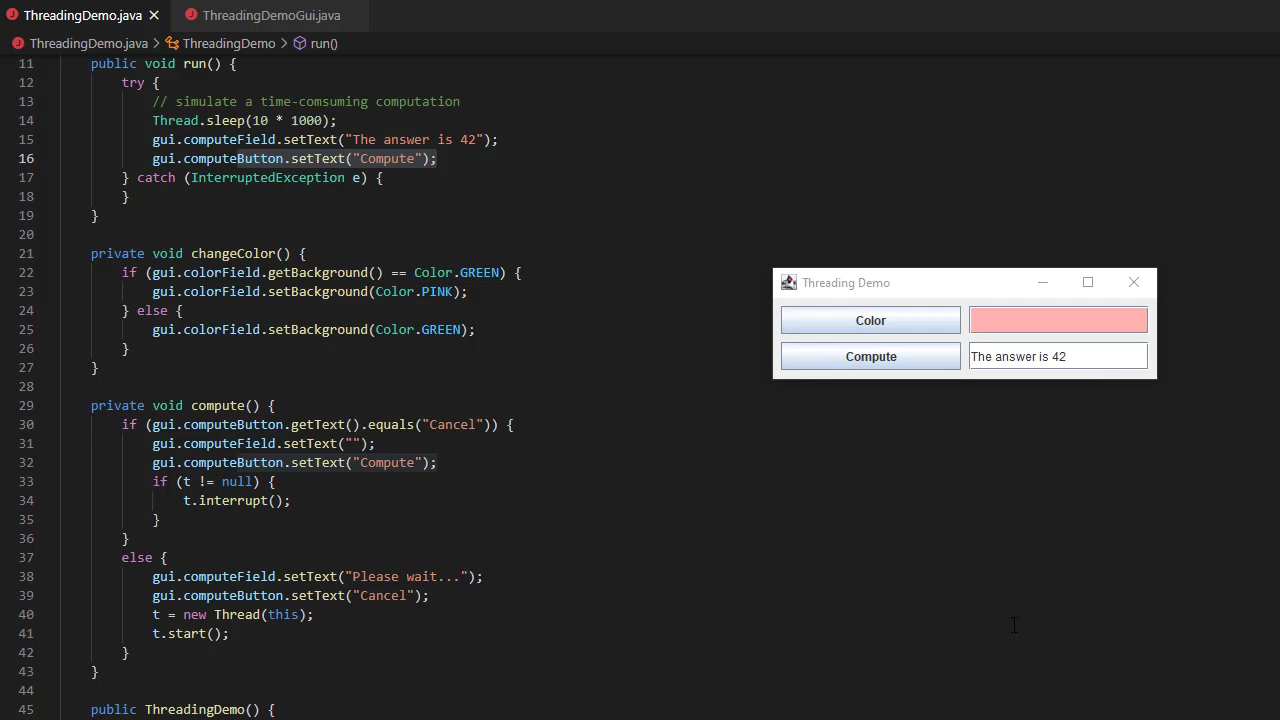 ThreadingDemo.java
ThreadingDemoGui.java
ThreadingDemo.java > ThreadingDemo > run()
11 public void run() {
12 try {
13 // simulate a time-comsuming computation
14 Thread.sleep(10 * 1000);
15 gui.computeField.setText("The answer is 42");
16 gui.computeButton.setText("Compute");
17 } catch (InterruptedException e) {
18 }
19 }
20
21 private void changeColor() {
22 if (gui.colorField.getBackground() == Color.GREEN) {
23 gui.colorField.setBackground(Color.PINK);
24 } else {
25 gui.colorField.setBackground(Color.GREEN);
26 }
27 }
28
29 private void compute() {
30 if (gui.computeButton.getText().equals("Cancel")) {
31 gui.computeField.setText("");
32 gui.computeButton.setText("Compute");
33 if (t != null) {
34 t.interrupt();
35 }
36 }
37 else {
38 gui.computeField.setText("Please wait...");
39 gui.computeButton.setText("Cancel");
40 t = new Thread(this);
41 t.start();
42 }
43 }
44
45 public ThreadingDemo() {
Threading Demo
Color
Compute
The answer is 42